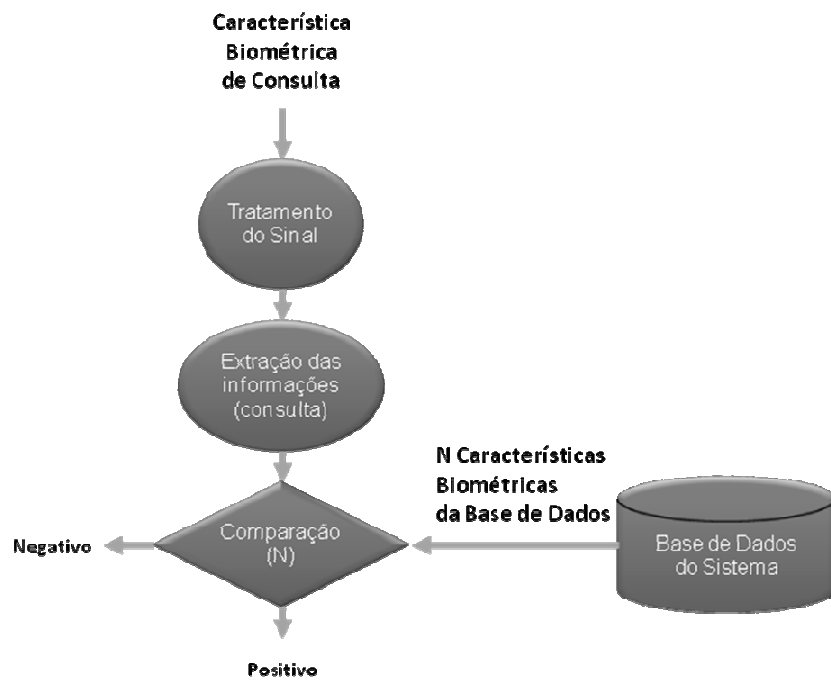 Característica
Biométrica
de Consulta
Tratamento
do Sinal
Extração das
informações
(consulta)
N Características
Biométricas
da Base de Dados
Comparação
(N)
Negativo
Base de Dados
do Sistema
Positivo